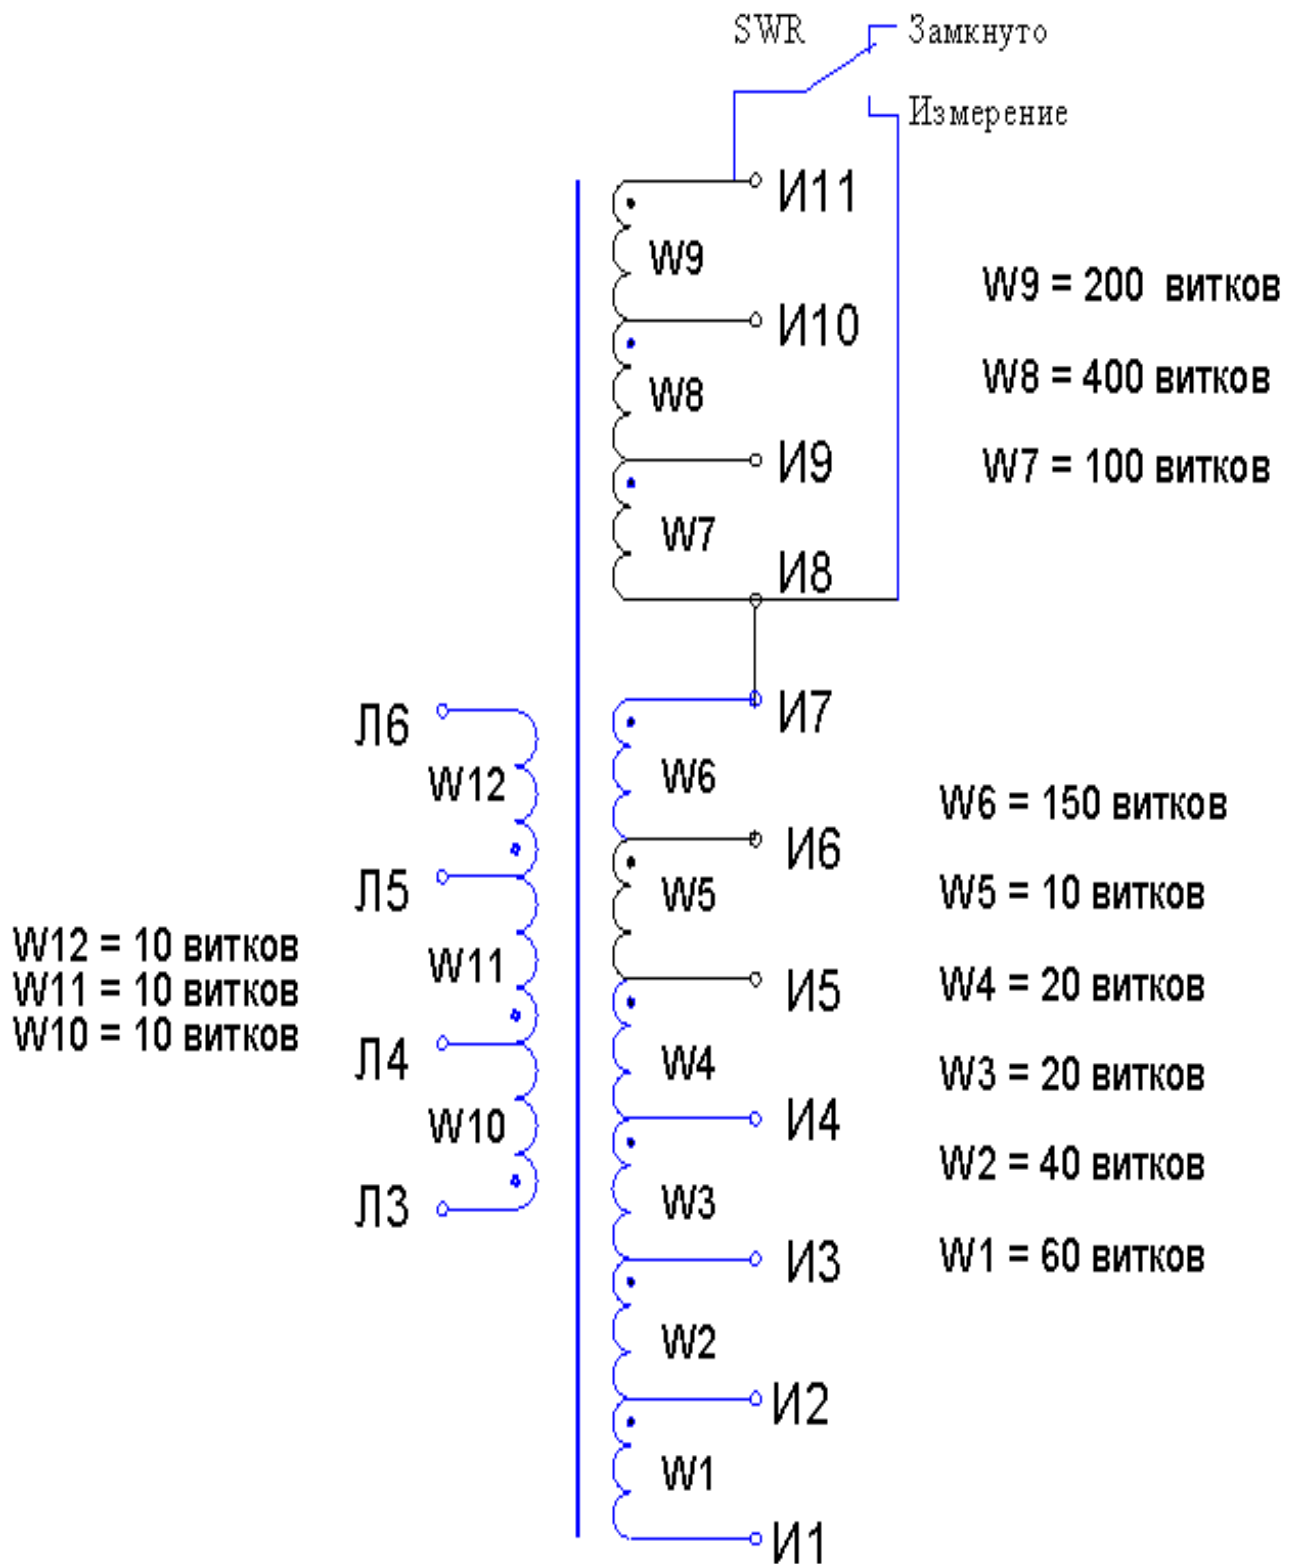 SWR
Замкнуто
Измерение
И11
W9
W9 = 200 витков
И10
W8
W8 = 400 витков
И9
W7 = 100 витков
W7
И8
И7
Л6
W12
W6
W6 = 150 витков
И6
Л5
W5
W5 = 10 витков
W12 = 10 витков
W11
W11 = 10 витков
И5
W4 = 20 витков
W10 = 10 витков
Л4
W4
W3 = 20 витков
И4
W10
W2 = 40 витков
Л3
W3
И3
W1 = 60 витков
W2
И2
W1
И1